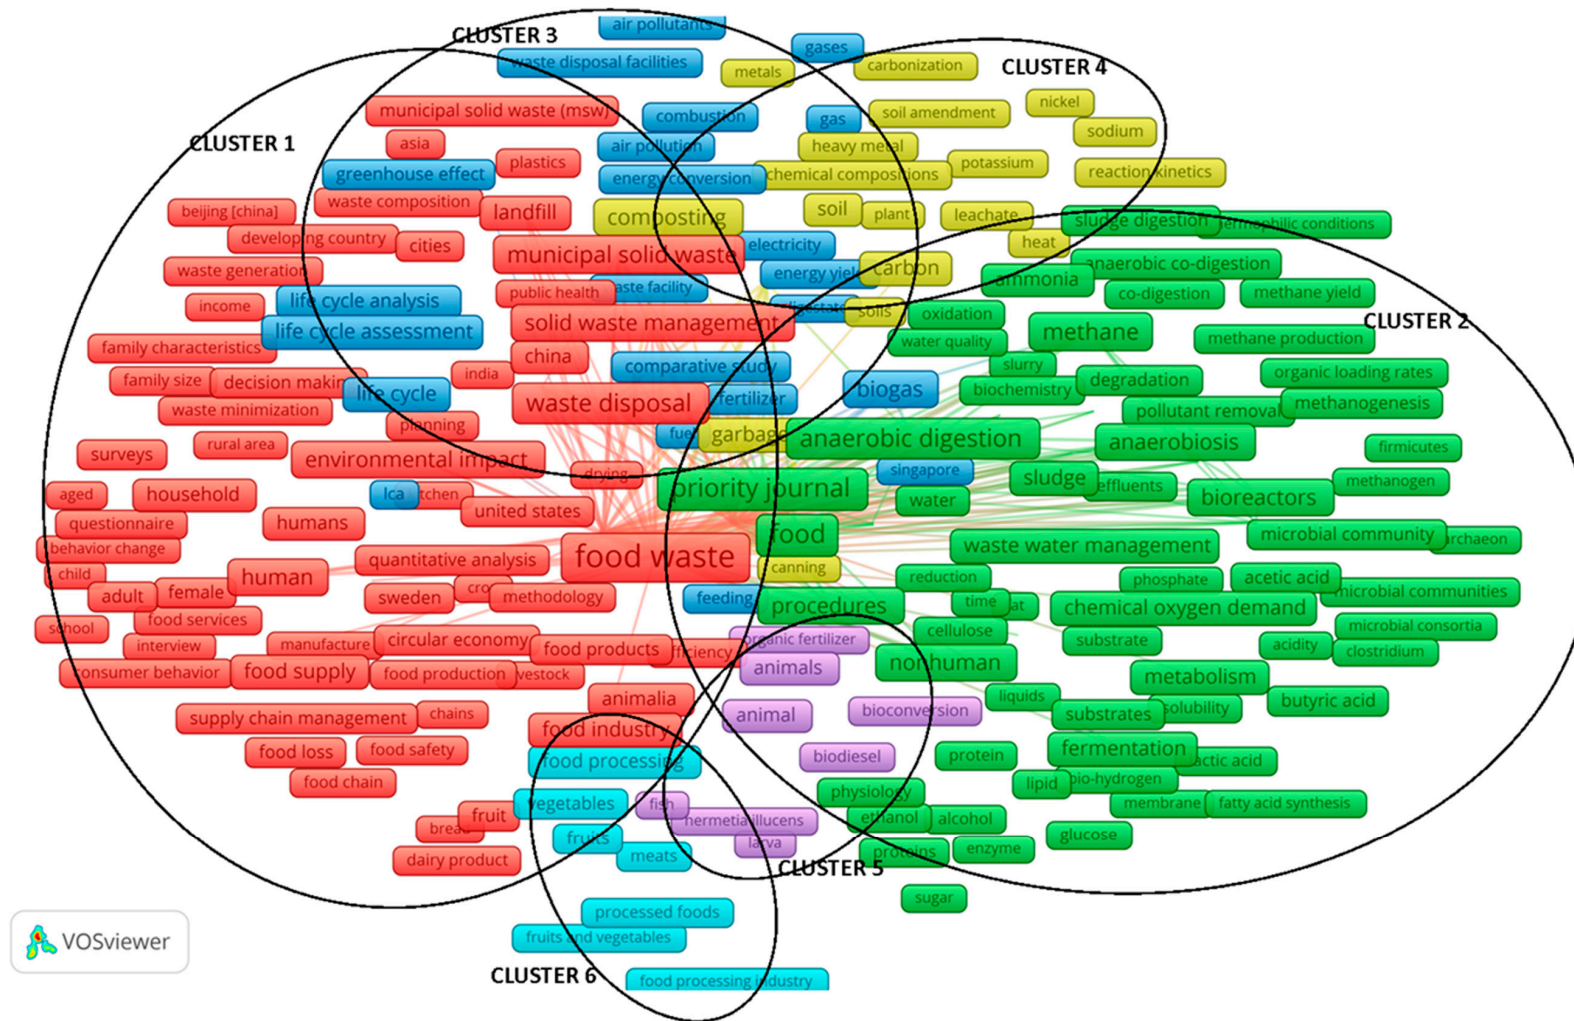 air pollutants
CLUSTER 3
gases
waste disposal facilities
carbonization
metals
CLUSTER 4
nickel
municipal solid waste (msw)
combustion
gas
soil amendment
sodium
CLUSTER 1
asia
air pollution
heavy metal
plastics
potassium
greenhouse effect
energy conversion
chemical compositions
reaction kinetics
waste composition
beijing [china]
landfill
composting
soil
plant
leachate
sludge digestion
developing country
cities
electricity
heat
municipal solid waste
anaerobic co-digestion
waste generation
energy yield
carbon
ammonia
life cycle analysis
public health
co-digestion
methane yield
income
digestate
soils
oxidation
CLUSTER 2
life cycle assessment
solid waste management
methane
family characteristics
water quality
methane production
china
comparative study
slurry
india
family size
decision making
biochemistry
degradation
organic loading rates
life cycle
biogas
waste minimization
waste disposal
fertilizer
pollutant removal
methanogenesis
planning
rural area
fuel
garbage
anaerobic digestion
anaerobiosis
firmicutes
surveys
environmental impact
drying
singapore
sludge
effluents
methanogen
aged
household
lca
priority journal
water
bioreactors
questionnaire
humans
united states
food
microbial community
behavior change
quantitative analysis
food waste
waste water management
child
human
canning
reduction
phosphate
acetic acid
adult
female
sweden
methodology
feeding
procedures
time
chemical oxygen demand
microbial communities
school
food services
cellulose
substrate
microbial consortia
interview
manufacture
circular economy
food products
organic fertilizer
acidity
clostridium
consumer behavior
food supply
food production
animals
nonhuman
metabolism
animalia
liquids
butyric acid
supply chain management
chains
animal
bioconversion
substrates
solubility
food loss
food safety
food industry
food processing
biodiesel
protein
fermentation
food chain
lipid
bio-hydrogen
vegetables
fish
physiology
membrane
fatty acid synthesis
fruit
bread
fruits
hermetia illucens
ethanol
alcohol
glucose
dairy product
meats
larva
proteins
enzyme
CLUSTER 5
sugar
processed foods
fruits and vegetables
VOSviewer
CLUSTER 6
food processing industry